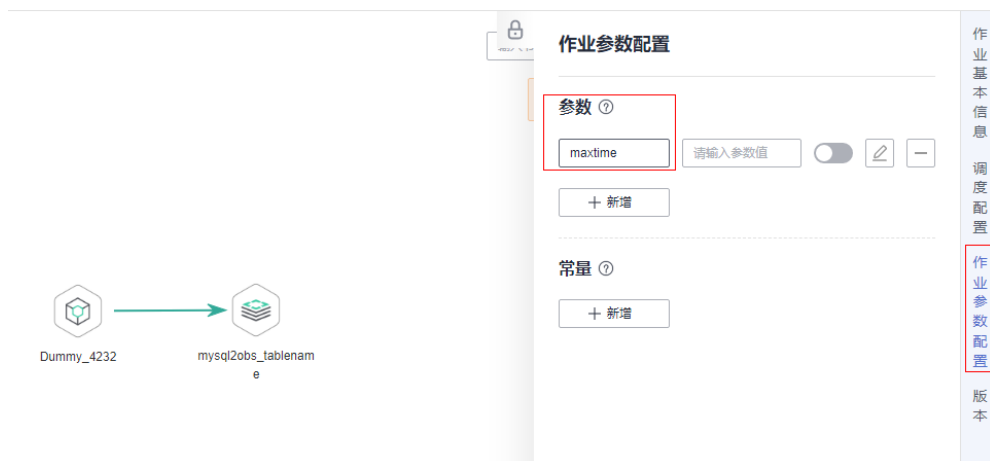 作业参数配置
参数
maxtime
请输入参数值
新增
常量
新增
Dummy_4232
mysql2obs_tablenam
e
作业基本信息
调度配置
作业参数配置
版本